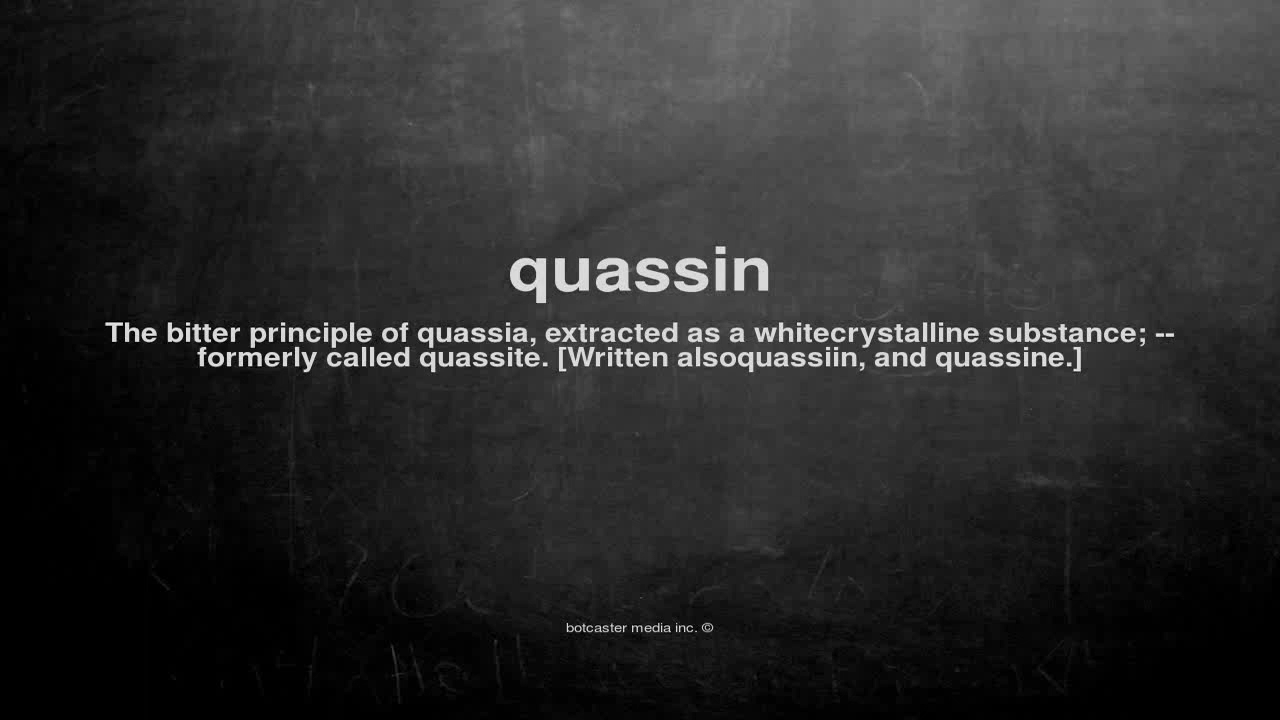 quassin
The bitter principle of quassia, extracted as a whitecrystalline substance; --
formerly called quassite. [Written alsoquassiin, and quassine.]
botcaster media inc. ©